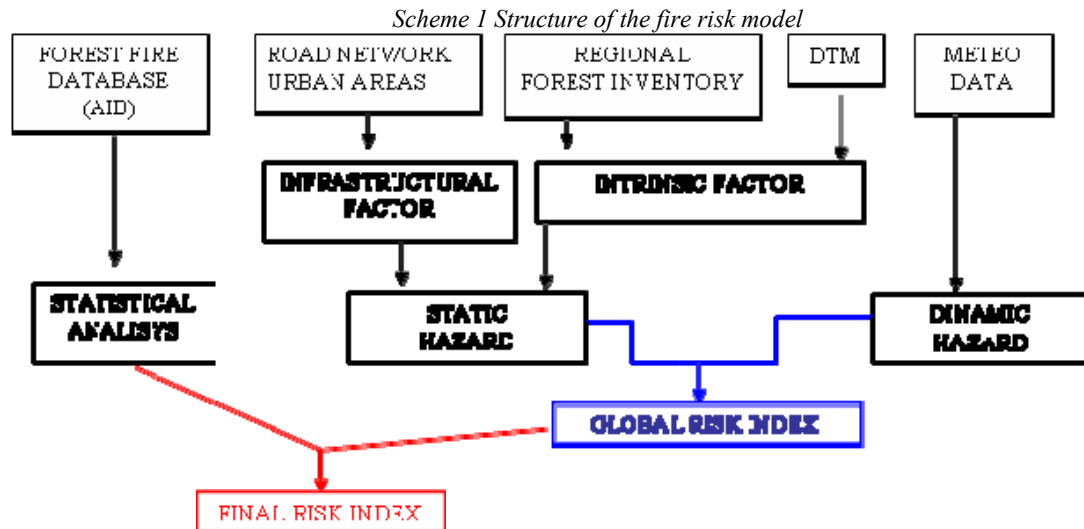 Scheme 1 Structure of the fire risk model
FOREST FIRE
DATABASE
(AID)
ROAD NETWORK
URBAN AREAS
REGIONAL
FOREST INVENTORY
DTM
METEO
DATA
INFRASTRUCTURAL
FACTOR
INTRINSIC FACTOR
STATISTICAL
ANALISYS
STATIC
HAZARD
DINAMIC
HAZARD
GLOBAL RISK INDEX
FINAL RISK INDEX